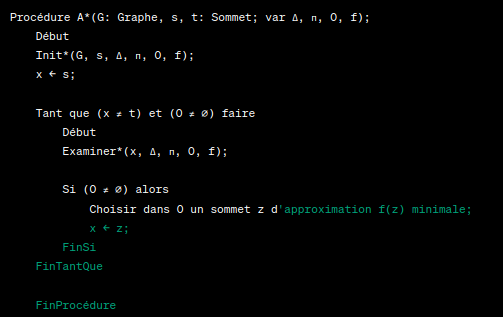 Procédure A*(G: Graphe, s, t: Sommet; var Δ, π, O, f);
Début
Init*(G, s, Δ, π, O, f);
x ← s;
Tant que (x ≠ t) et (O ≠ ∅) faire
Début
Examiner*(x, Δ, π, O, f);
Si (O ≠ ∅) alors
Choisir dans O un sommet z d'approximation f(z) minimale;
x ← z;
FinSi
FinTantQue
FinProcédure